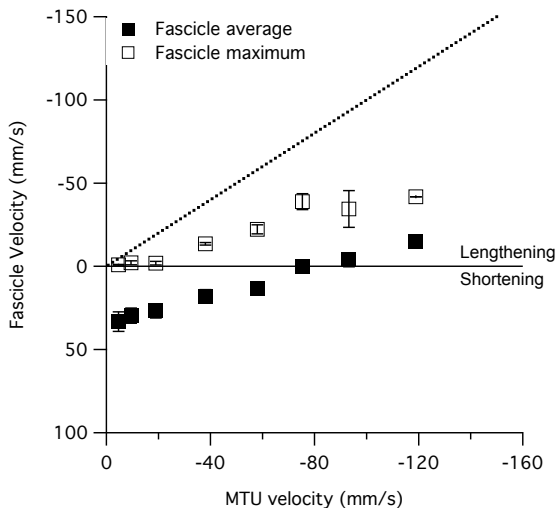 -150
Fascicle average
Fascicle maximum
-100
-50
Lengthening
0
Shortening
50
100
0
-40
-80
-120
-160
MTU velocity (mm/s)
Fascicle Velocity (mm/s)